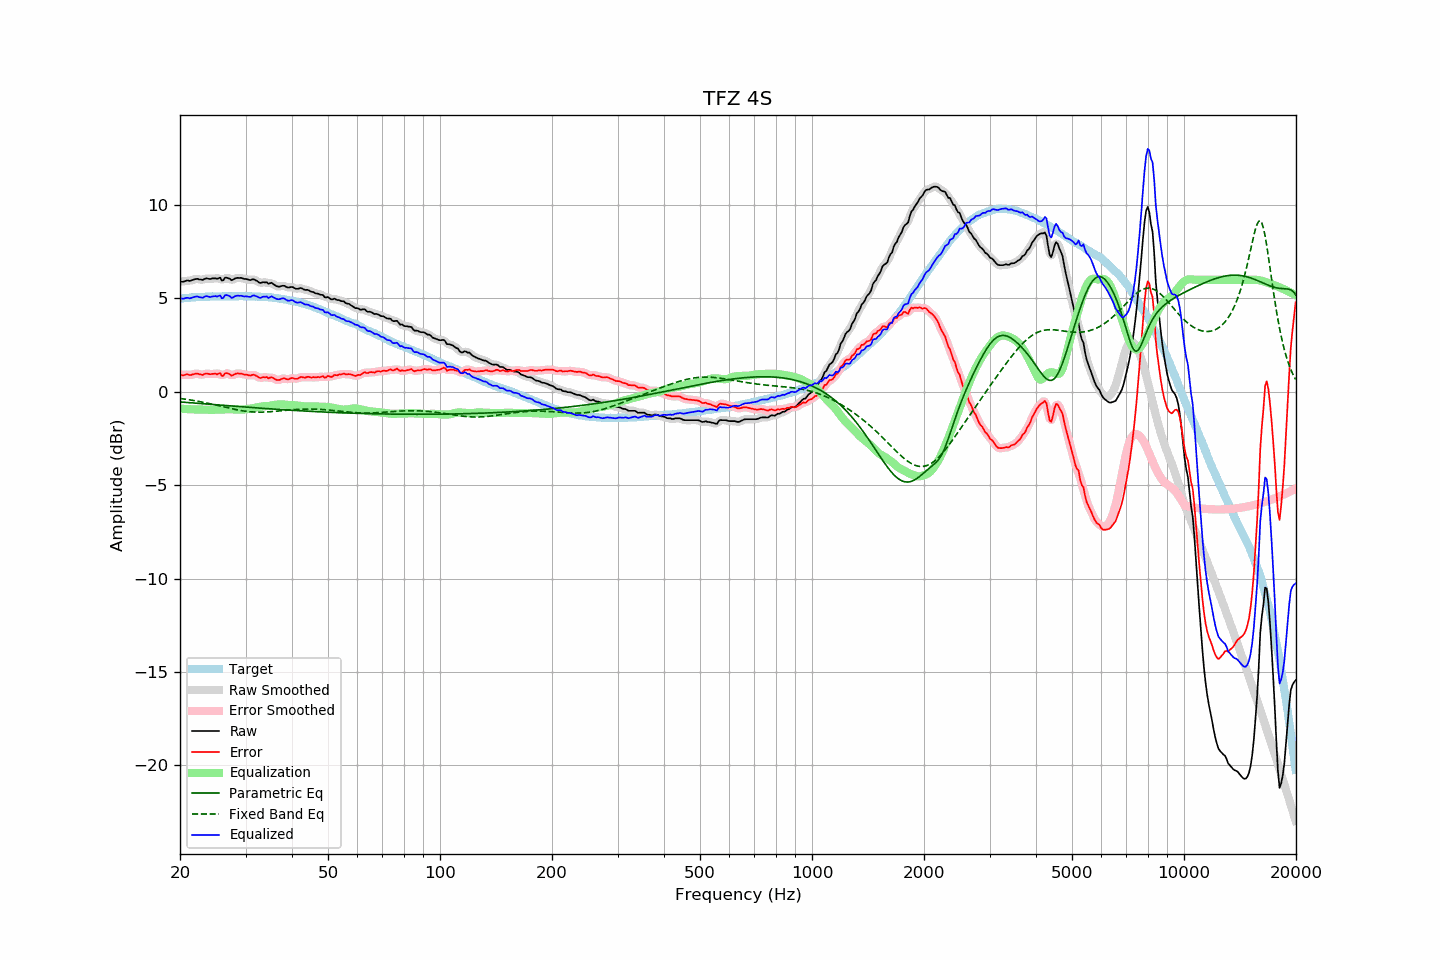 TFZ 4S
Amplitude (dBr)
10
5
0
−5
−10
−15
−20
Target
Raw Smoothed
Error Smoothed
Raw
Error
Equalization
Parametric Eq
Fixed Band Eq
Equalized
20 50 100 200 500 1000 2000 5000 10000 20000
Frequency (Hz)